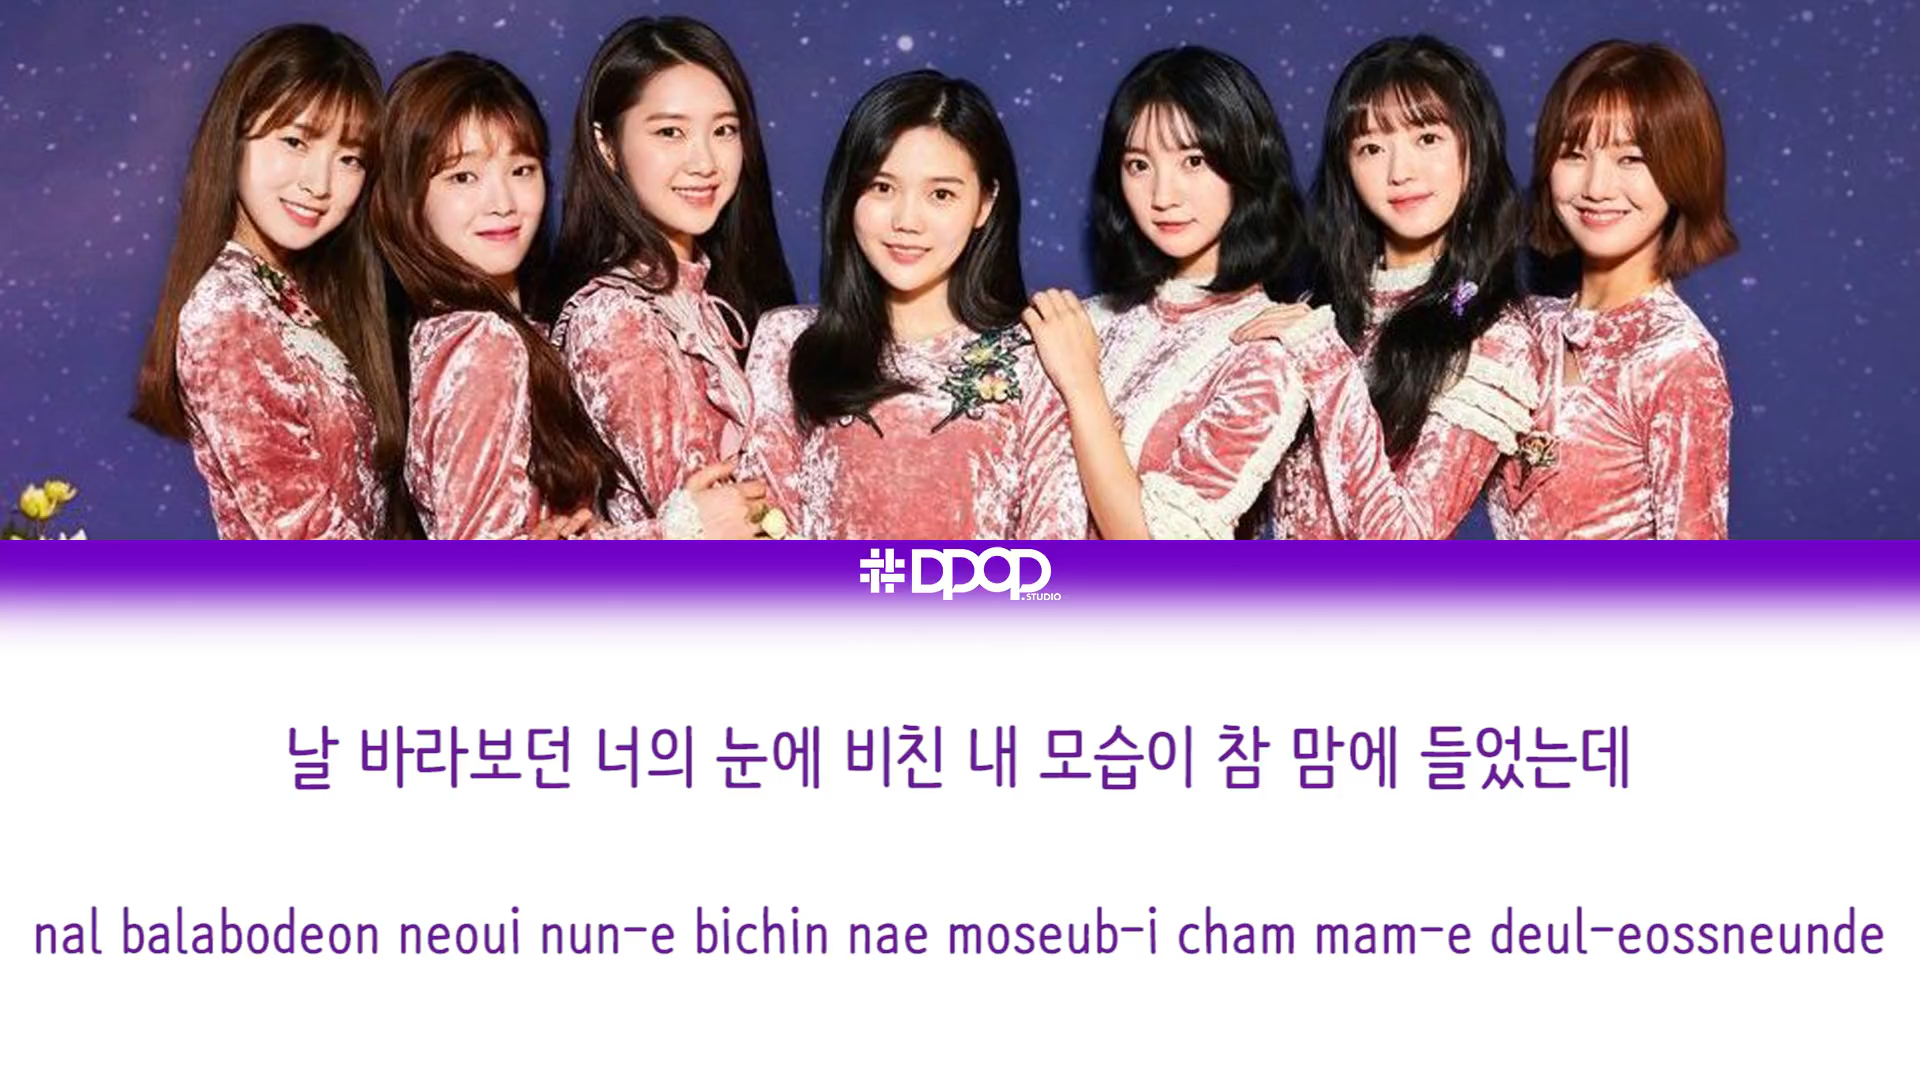 #DPOP
.STUDIO
날 바라보던 너의 눈에 비친 내 모습이 참 맘에 들었는데
nal balabodeon neoui nun-e bichin nae moseub-i cham mam-e deul-eossneunde